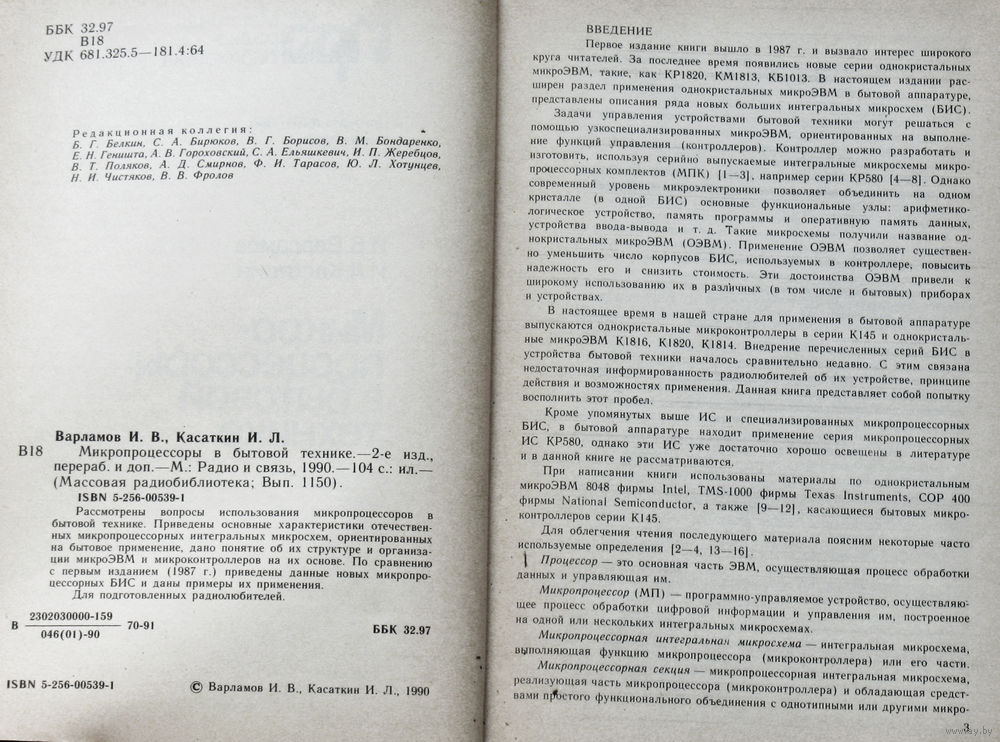 ББК 32.97
В18
УДК 681.325.5—181.4:64
Редакционная коллегия:
Б. Г. Белкин, С. А. Бирюков, В. Г. Борисов, В. М. Бондаренко,
Е. Н. Геништа, А. В. Гороховский, С. А. Ельяшкевич, И. П. Жеребцов,
В. Т. Поляков, А. Д. Смирнов, Ф. И. Тарасов, Ю. Л. Хотунцев,
Н. И. Чистяков, В. В. Фролов
Варламов И. В., Касаткин И. Л.
В18 Микропроцессоры в бытовой технике.—2-е изд.,
перераб. и доп.—М.: Радио и связь, 1990.—104 с.: ил.—
(Массовая радиобиблиотека; Вып. 1150).
ISBN 5-256-00539-1
Рассмотрены вопросы использования микропроцессоров в
бытовой технике. Приведены основные характеристики отечествен-
ных микропроцессорных интегральных микросхем, ориентированных
на бытовое применение, дано понятие об их структуре и организа-
ции микроЭВМ и микроконтроллеров на их основе. По сравнению
с первым изданием (1987 г.) приведены данные новых микропро-
цессорных БИС и даны примеры их применения.
Для подготовленных радиолюбителей.
В 2302030000-159
046(01)-90 70-91
ББК 32.97
ISBN 5-256-00539-1
© Варламов И. В., Касаткин И. Л., 1990
ВВЕДЕНИЕ
Первое издание книги вышло в 1987 г. и вызвало интерес широкого
круга читателей. За последнее время появились новые серии однокристальных
микроЭВМ, такие, как КР1820, КМ1813, КБ1013. В настоящем издании рас-
ширен раздел применения однокристальных микроЭВМ в бытовой аппаратуре,
представлены описания ряда новых больших интегральных микросхем (БИС).
Задачи управления устройствами бытовой техники могут решаться с
помощью узкоспециализированных микроЭВМ, ориентированных на выполне-
ние функций управления (контроллеров). Контроллер можно разработать и
изготовить, используя серийно выпускаемые интегральные микросхемы микро-
процессорных комплектов (МПК) [1—3], например серии КР580 [4—8]. Однако
современный уровень микроэлектроники позволяет объединить на одном
кристалле (в одной БИС) основные функциональные узлы: арифметико-
логическое устройство, память программы и оперативную память данных,
устройства ввода-вывода и т. д. Такие микросхемы получили название од-
нокристальных микроЭВМ (ОЭВМ). Применение ОЭВМ позволяет существен-
но уменьшить число корпусов БИС, используемых в контроллере, повысить
надежность его и снизить стоимость. Эти достоинства ОЭВМ привели к
широкому использованию их в различных (в том числе и бытовых) приборах
и устройствах.
В настоящее время в нашей стране для применения в бытовой аппаратуре
выпускаются однокристальные микроконтроллеры в серии К145 и однокристаль-
ные микроЭВМ К1816, К1820, К1814. Внедрение перечисленных серий БИС в
устройства бытовой техники началось сравнительно недавно. С этим связана
недостаточная информированность радиолюбителей об их устройстве, принципе
действия и возможностях применения. Данная книга представляет собой попытку
восполнить этот пробел.
Кроме упомянутых выше ИС и специализированных микропроцессорных
БИС, в бытовой аппаратуре находит применение серия микропроцессорных
ИС КР580, однако эти ИС уже достаточно хорошо освещены в литературе
и в данной книге не рассматриваются.
При написании книги использованы материалы по однокристальным
микроЭВМ 8048 фирмы Intel, TMS-1000 фирмы Texas Instruments, COP 400
фирмы National Semiconductor, а также [9—12], касающиеся бытовых микро-
контроллеров серии К145.
Для облегчения чтения последующего материала поясним некоторые часто
используемые определения [2—4, 13—16].
Процессор — это основная часть ЭВМ, осуществляющая процесс обработки
данных и управляющая им.
Микропроцессор (МП) — программно-управляемое устройство, осуществляю-
щее процесс обработки цифровой информации и управления им, построенное
на одной или нескольких интегральных микросхемах.
Микропроцессорная интегральная микросхема — интегральная микросхема,
выполняющая функцию микропроцессора (микроконтроллера) или его части.
Микропроцессорная секция — микропроцессорная интегральная микросхема,
реализующая часть микропроцессора (микроконтроллера) и обладающая средст-
вами простого функционального объединения с однотипными или другими микро-
3
www.ay.by